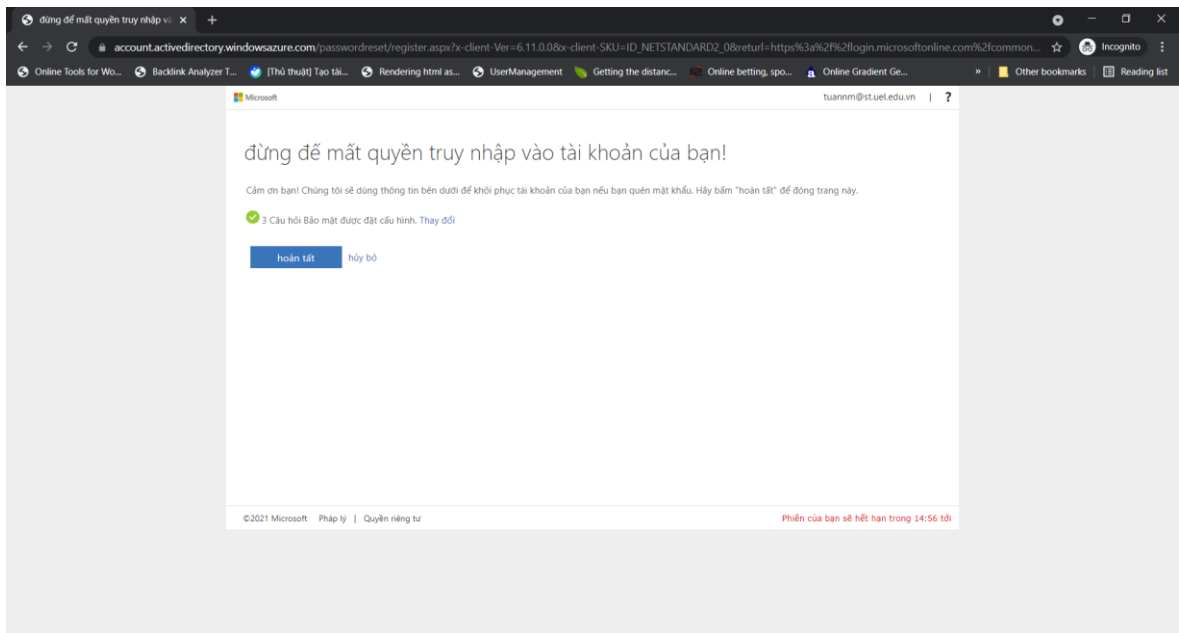 đừng để mất quyền truy nhập và
account.activedirectory.windowsazure.com/passwordreset/register.aspx?x-client-Ver=6.11.0.0&x-client-SKU=ID_NETSTANDARD2_0&returl=https%3a%2f%2flogin.microsoftonline.com%2fcommon... Incognito
Online Tools for Wo... Backlink Analyzer T... [Thủ thuật] Tạo tài... Rendering html as... UserManagement Getting the distanc... Online betting, spo... Online Gradient Ge... » Other bookmarks Reading list
Microsoft tuannm@st.uel.edu.vn | ?
đừng để mất quyền truy nhập vào tài khoản của bạn!
Cảm ơn bạn! Chúng tôi sẽ dùng thông tin bên dưới để khôi phục tài khoản của bạn nếu bạn quên mật khẩu. Hãy bấm "hoàn tất" để đóng trang này.
3 Câu hỏi Bảo mật được đặt cấu hình. Thay đổi
hoàn tất hủy bỏ
©2021 Microsoft Pháp lý | Quyền riêng tư Phiên của bạn sẽ hết hạn trong 14:56 tới